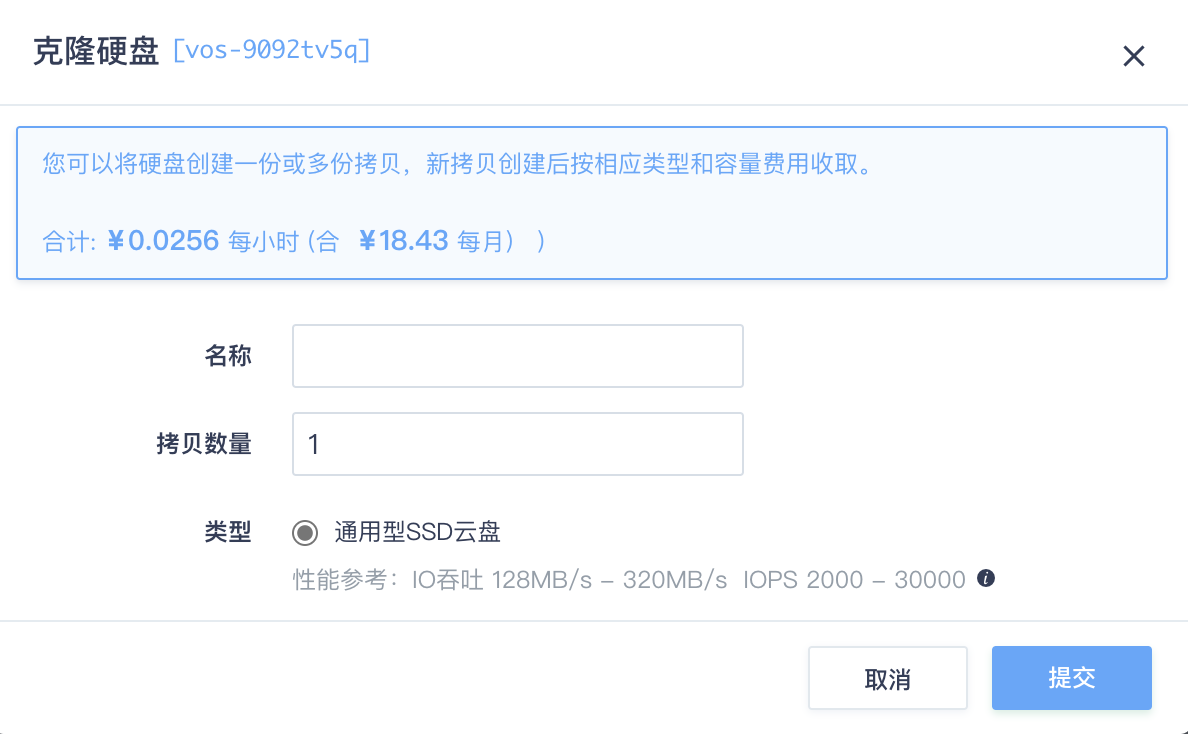 克隆硬盘 [vos-9092tv5q]
您可以将硬盘创建一份或多份拷贝，新拷贝创建后按相应类型和容量费用收取。
合计: ¥0.0256 每小时 (合 ¥18.43 每月） )
名称
拷贝数量 1
类型 通用型SSD云盘
性能参考：IO吞吐 128MB/s – 320MB/s IOPS 2000 – 30000
取消 提交